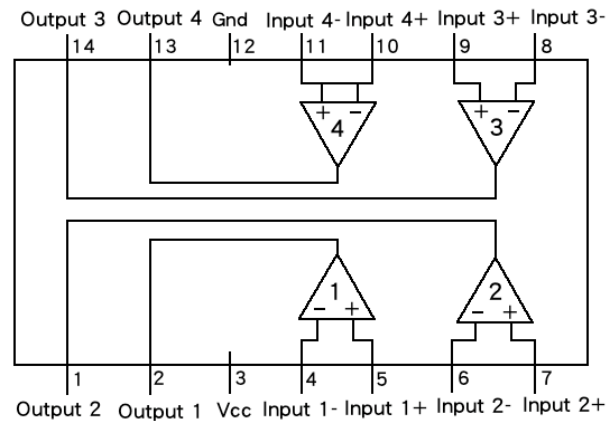 Output 3 Output 4 Gnd Input 4- Input 4+ Input 3+ Input 3-
14 13 12 11 10 9 8
+ - + -
4 3
1 2
- + - +
1 2 3 4 5 6 7
Output 2 Output 1 Vcc Input 1- Input 1+ Input 2- Input 2+